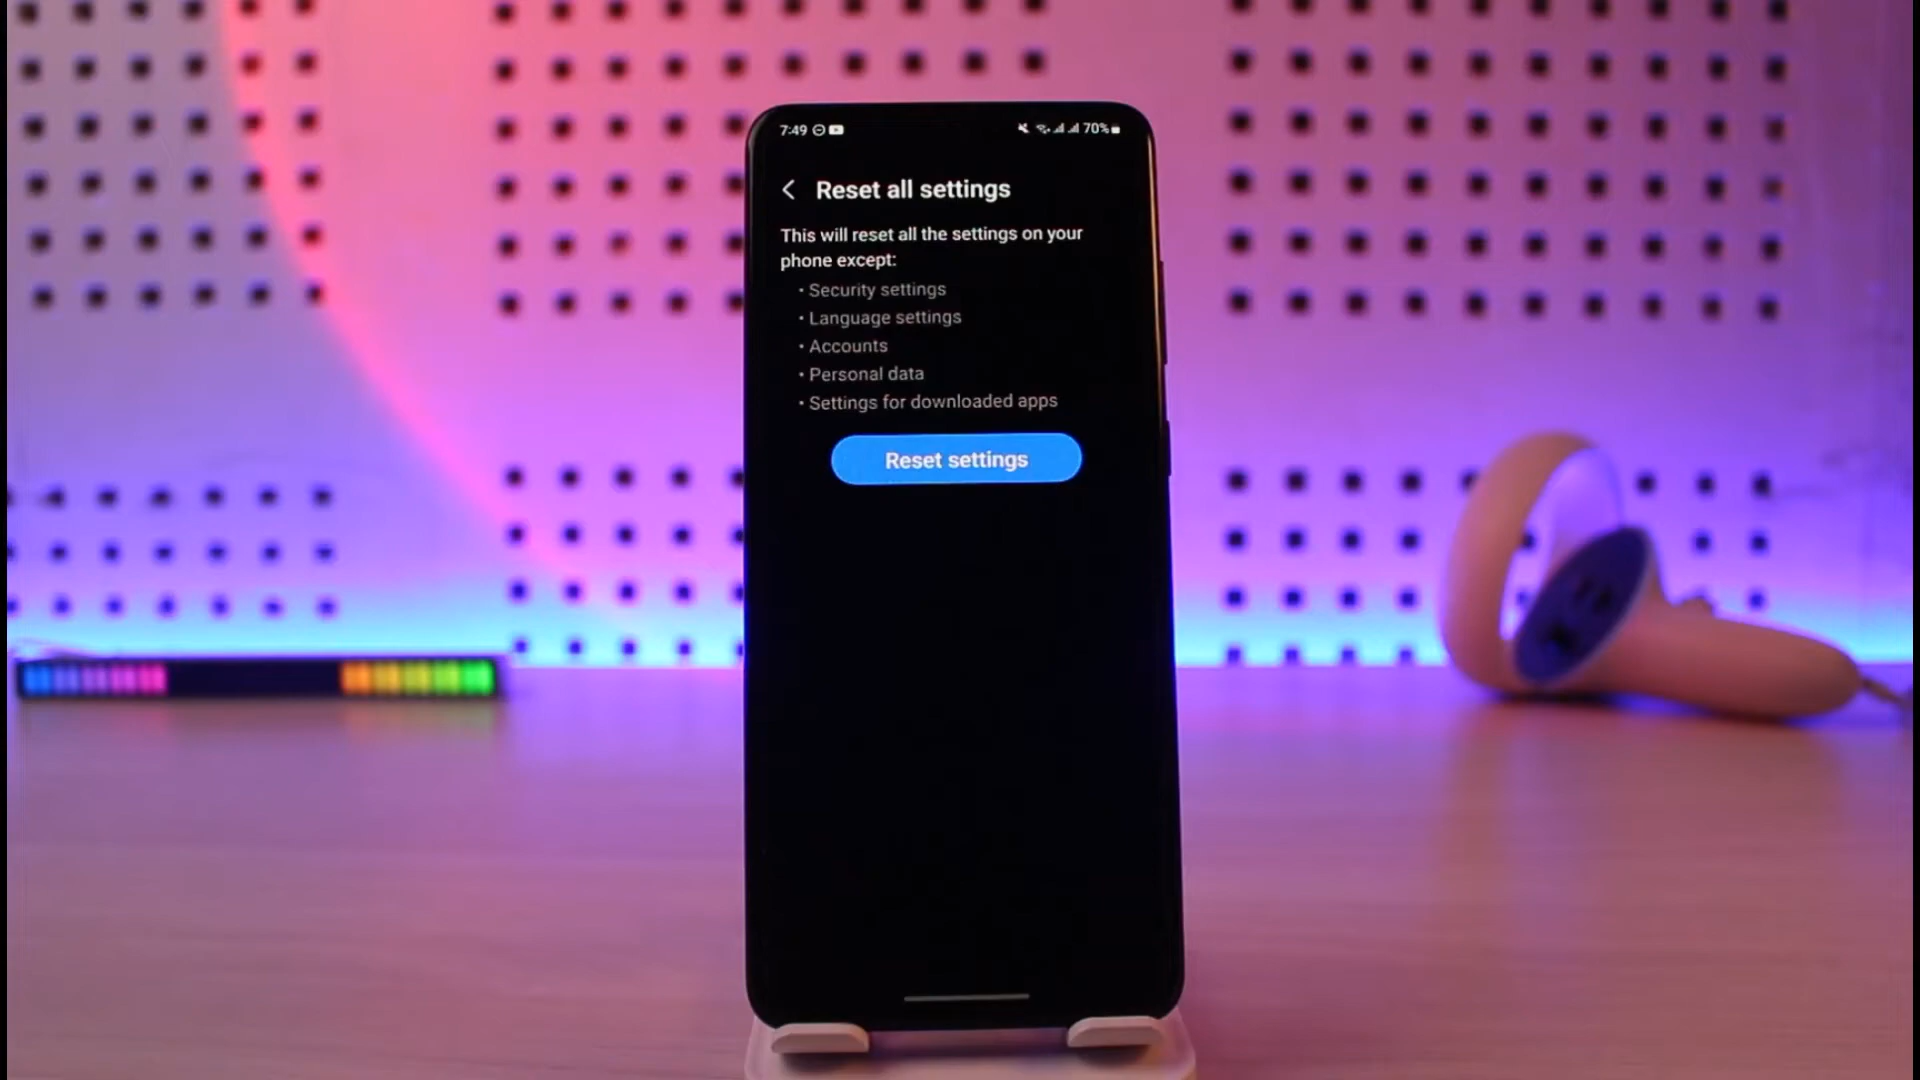 7:49 70%
Reset all settings
This will reset all the settings on your
phone except:
• Security settings
• Language settings
• Accounts
• Personal data
• Settings for downloaded apps
Reset settings